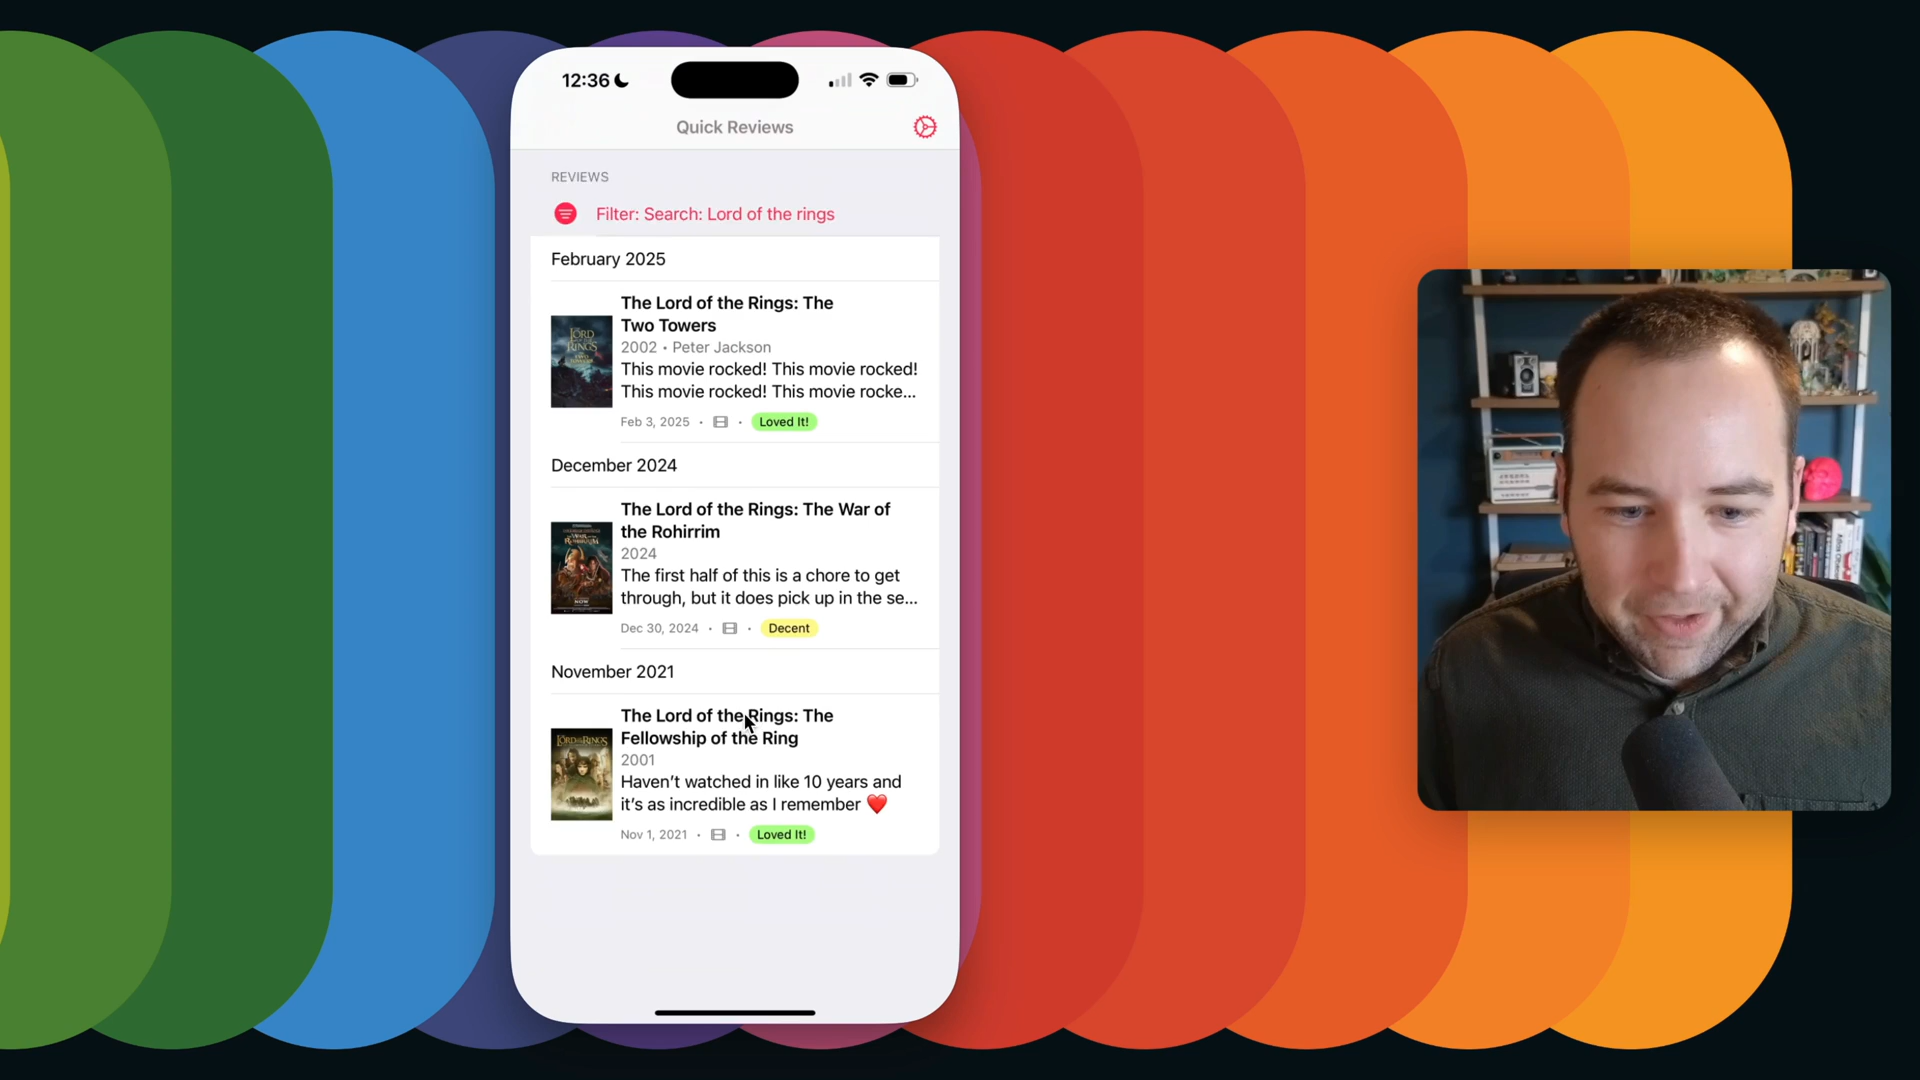 12:36
Quick Reviews
REVIEWS
Filter: Search: Lord of the rings
February 2025
The Lord of the Rings: The
Two Towers
2002 • Peter Jackson
This movie rocked! This movie rocked!
This movie rocked! This movie rocke...
Feb 3, 2025 · · Loved It!
December 2024
The Lord of the Rings: The War of
the Rohirrim
2024
The first half of this is a chore to get
through, but it does pick up in the se...
Dec 30, 2024 · · Decent
November 2021
The Lord of the Rings: The
Fellowship of the Ring
2001
Haven’t watched in like 10 years and
it’s as incredible as I remember ❤️
Nov 1, 2021 · · Loved It!